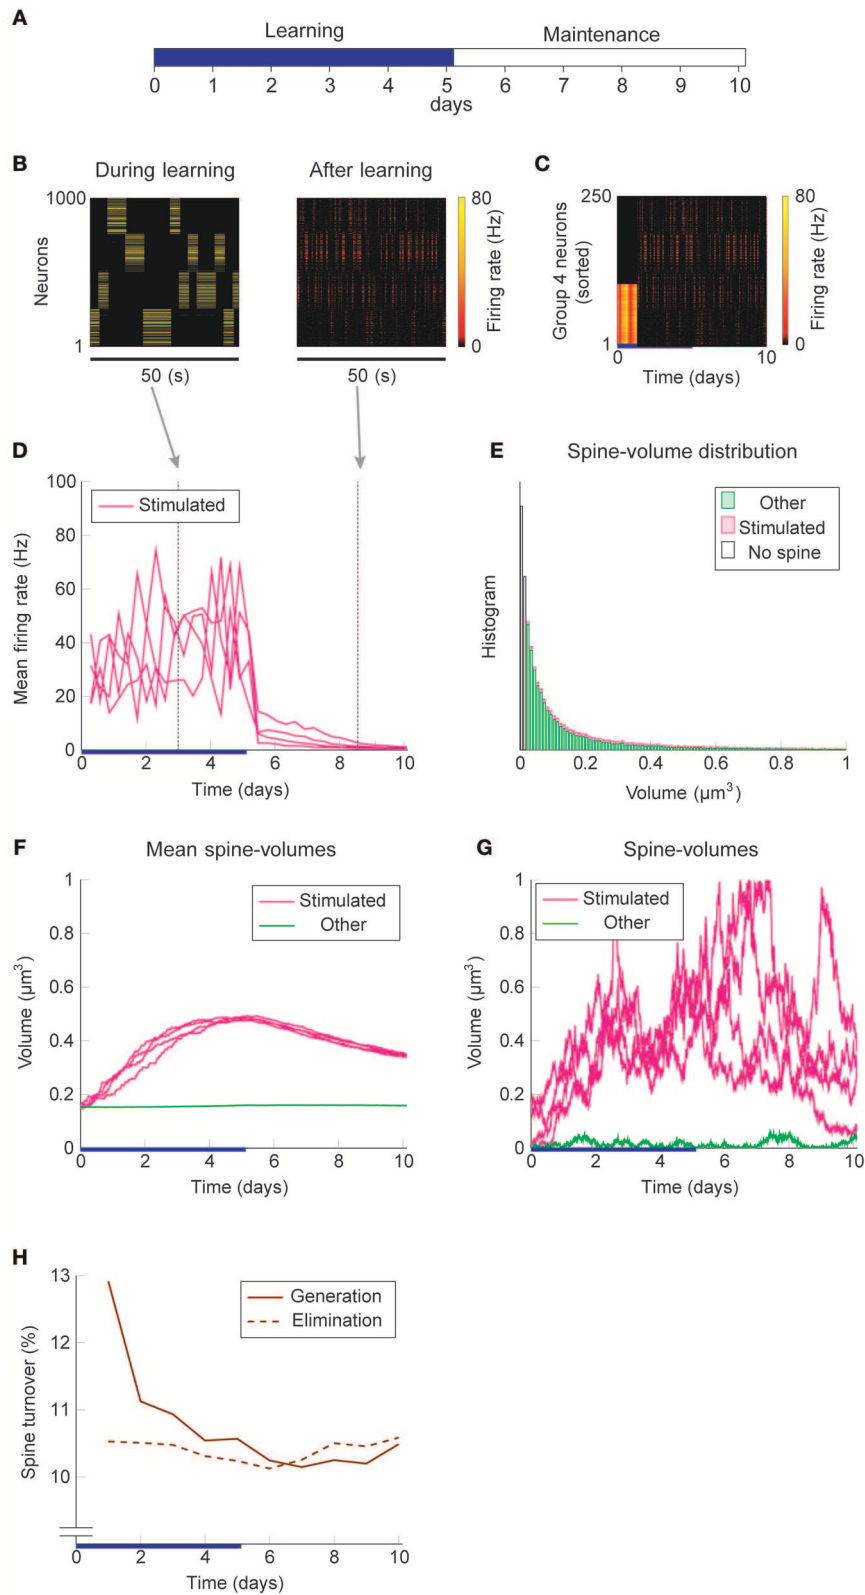 A
Learning
Maintenance
0 1 2 3 4 5 6 7 8 9 10
days
B
During learning
After learning
1000
Neurons
1
50 (s)
50 (s)
80
Firing rate (Hz)
0
C
250
Group 4 neurons
(sorted)
1
0
10
Time (days)
80
Firing rate (Hz)
0
D
100
80
60
40
20
0
Mean firing rate (Hz)
Stimulated
0 2 4 6 8 10
Time (days)
E
Spine-volume distribution
Other
Stimulated
No spine
Histogram
0 0.2 0.4 0.6 0.8 1
Volume (μm³)
F
Mean spine-volumes
1
0.8
0.6
0.4
0.2
0
Volume (μm³)
Stimulated
Other
0 2 4 6 8 10
Time (days)
G
Spine-volumes
1
0.8
0.6
0.4
0.2
0
Volume (μm³)
Stimulated
Other
0 2 4 6 8 10
Time (days)
H
13
12
11
10
Spine turnover (%)
Generation
Elimination
0 2 4 6 8 10
Time (days)